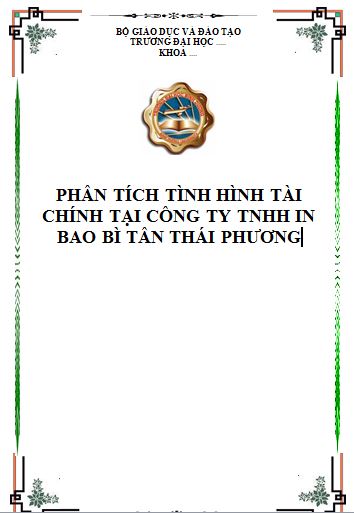 BỘ GIÁO DỤC VÀ ĐÀO TẠO
TRƯỜNG ĐẠI HỌC ....
KHOA ....
PHÂN TÍCH TÌNH HÌNH TÀI
CHÍNH TẠI CÔNG TY TNHH IN
BAO BÌ TÂN THÁI PHƯƠNG